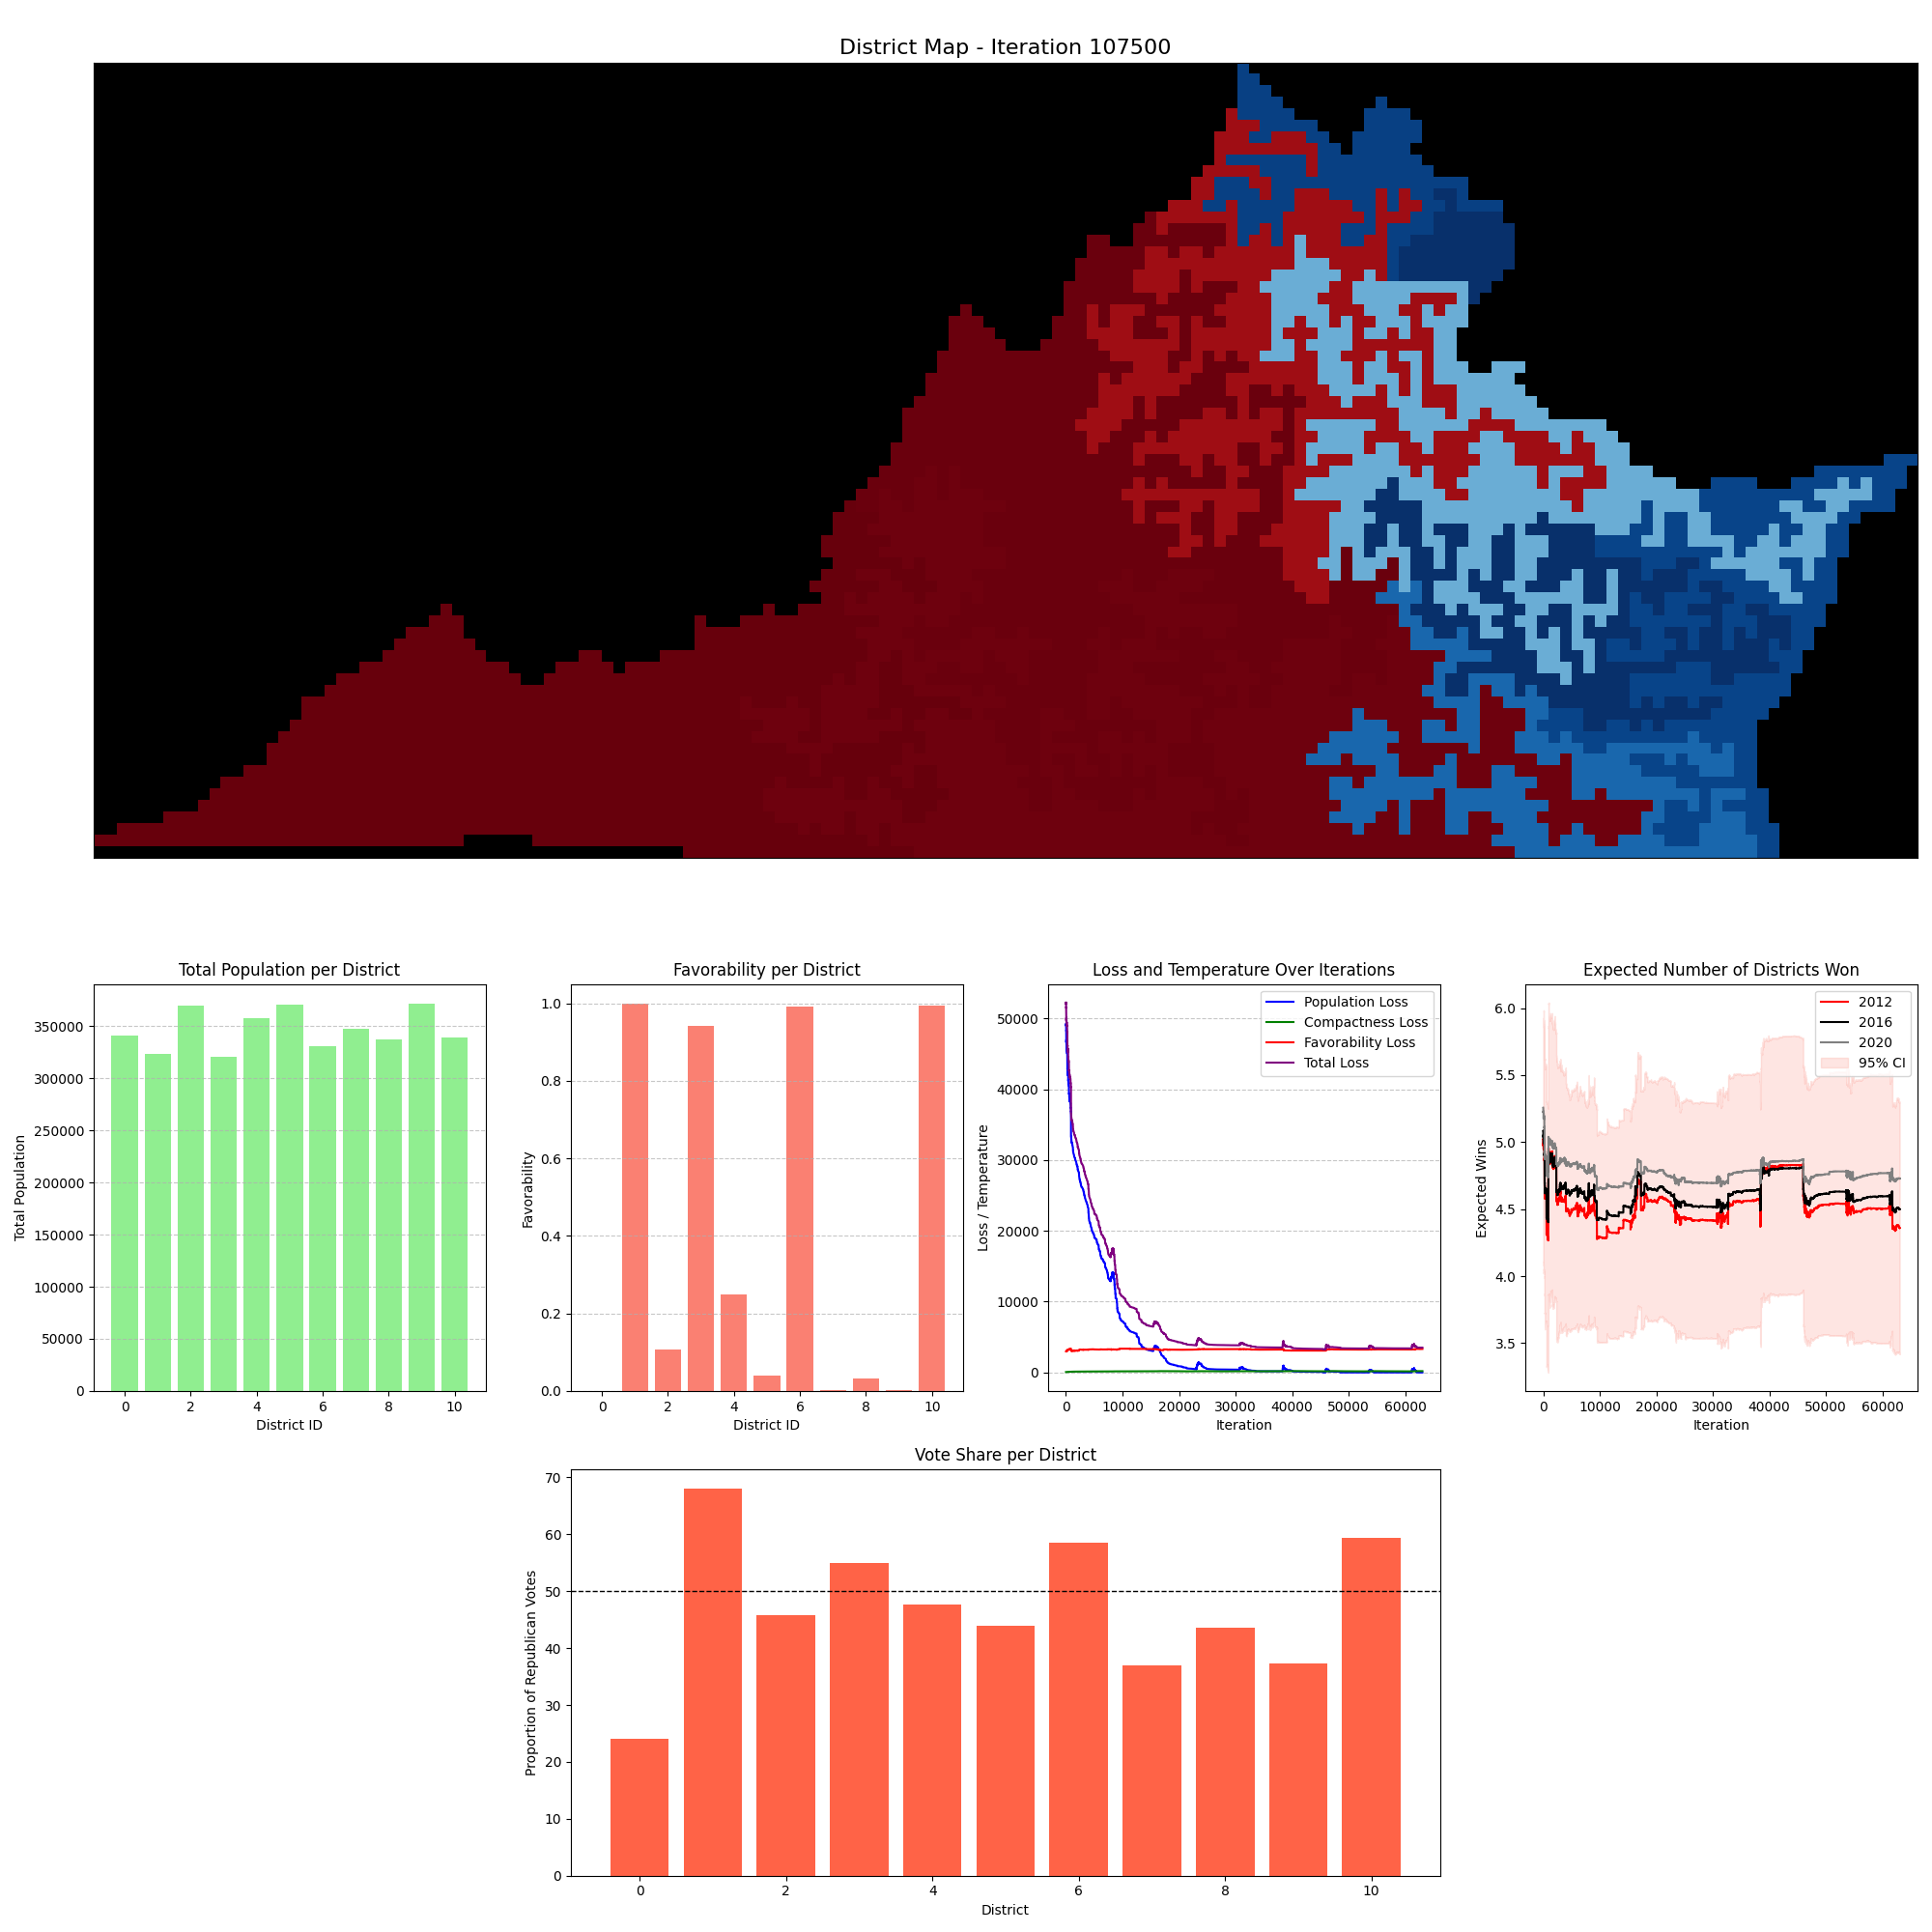 District Map - Iteration 107500
Total Population per District
Total Population
350000
300000
250000
200000
150000
100000
50000
0
0 2 4 6 8 10
District ID
Favorability per District
Favorability
1.0
0.8
0.6
0.4
0.2
0.0
0 2 4 6 8 10
District ID
Loss and Temperature Over Iterations
Loss / Temperature
50000
40000
30000
20000
10000
0
Population Loss
Compactness Loss
Favorability Loss
Total Loss
0 10000 20000 30000 40000 50000 60000
Iteration
Expected Number of Districts Won
Expected Wins
6.0
5.5
5.0
4.5
4.0
3.5
2012
2016
2020
95% CI
0 10000 20000 30000 40000 50000 60000
Iteration
Vote Share per District
Proportion of Republican Votes
70
60
50
40
30
20
10
0
0 2 4 6 8 10
District